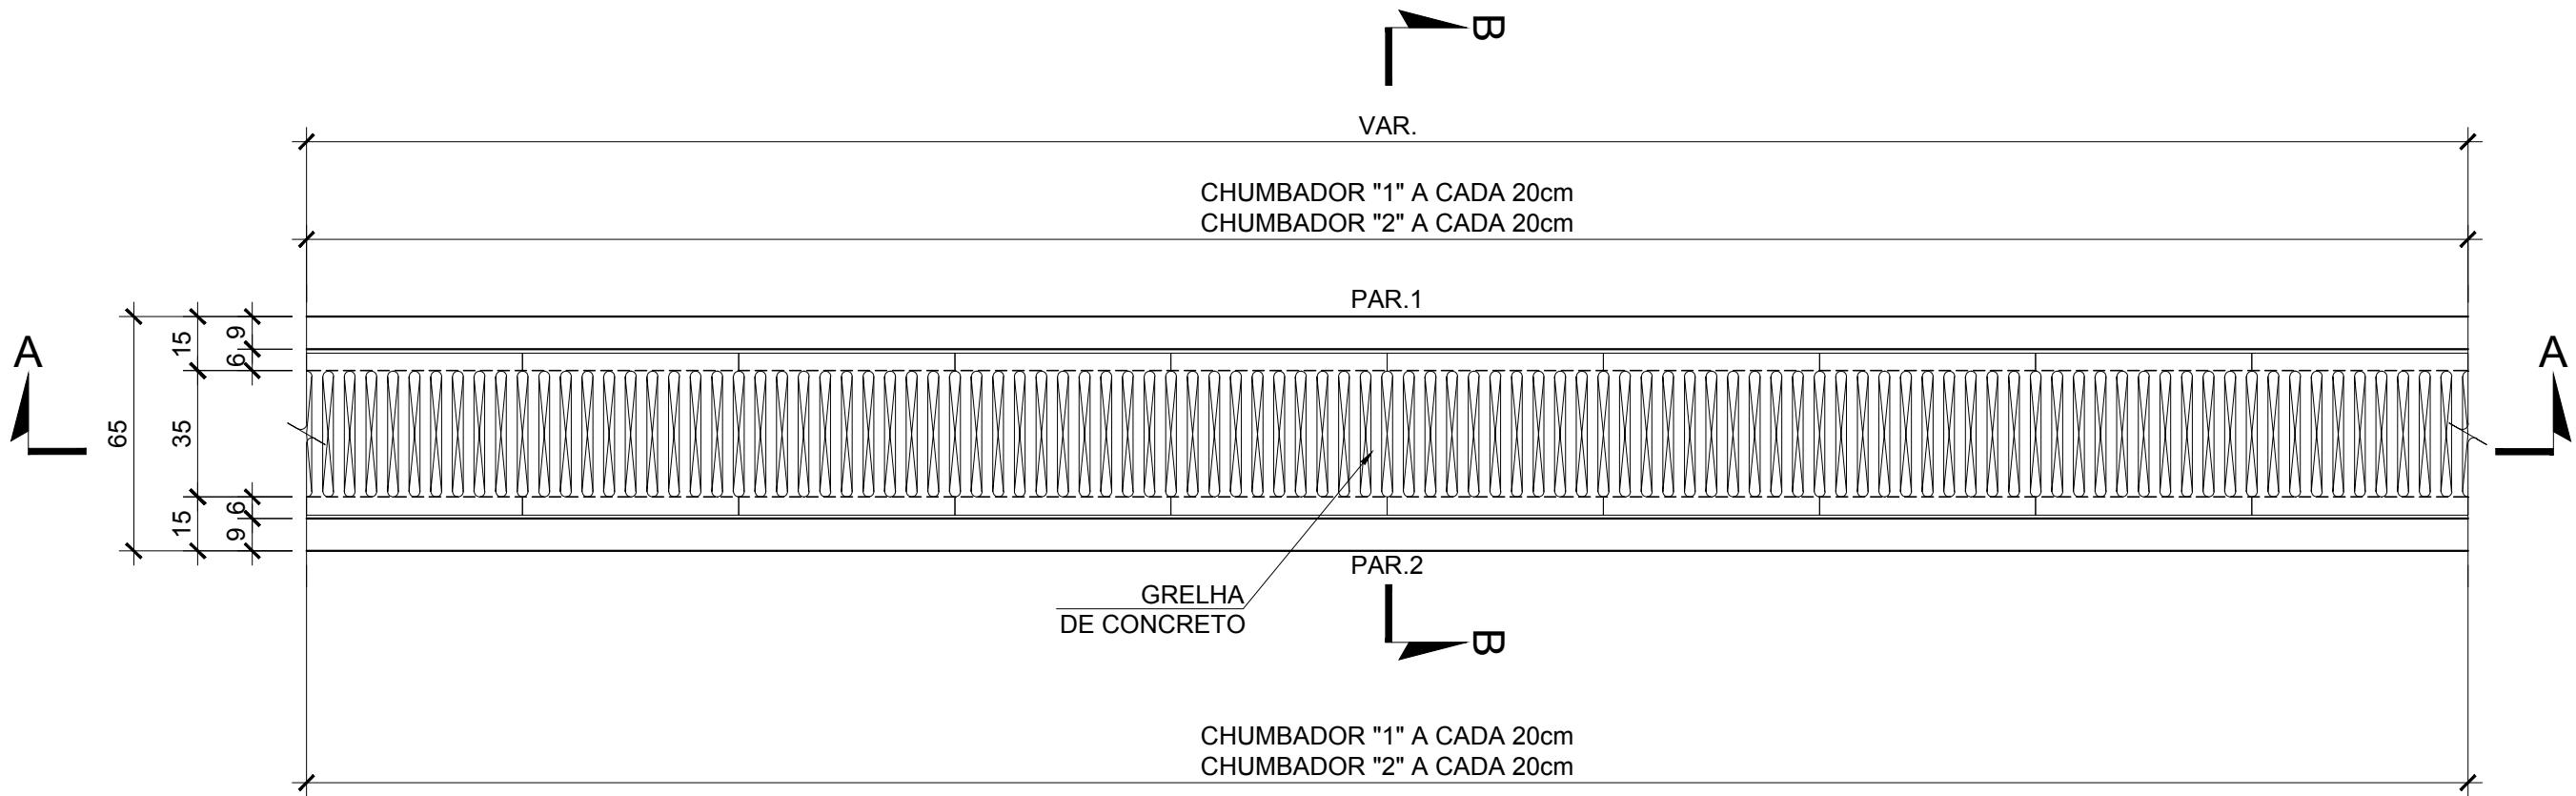 B
VAR.
CHUMBADOR "1" A CADA 20cm
CHUMBADOR "2" A CADA 20cm
PAR.1
A
A
65
15
35
15
9
6
6
9
PAR.2
GRELHA
DE CONCRETO
B
CHUMBADOR "1" A CADA 20cm
CHUMBADOR "2" A CADA 20cm